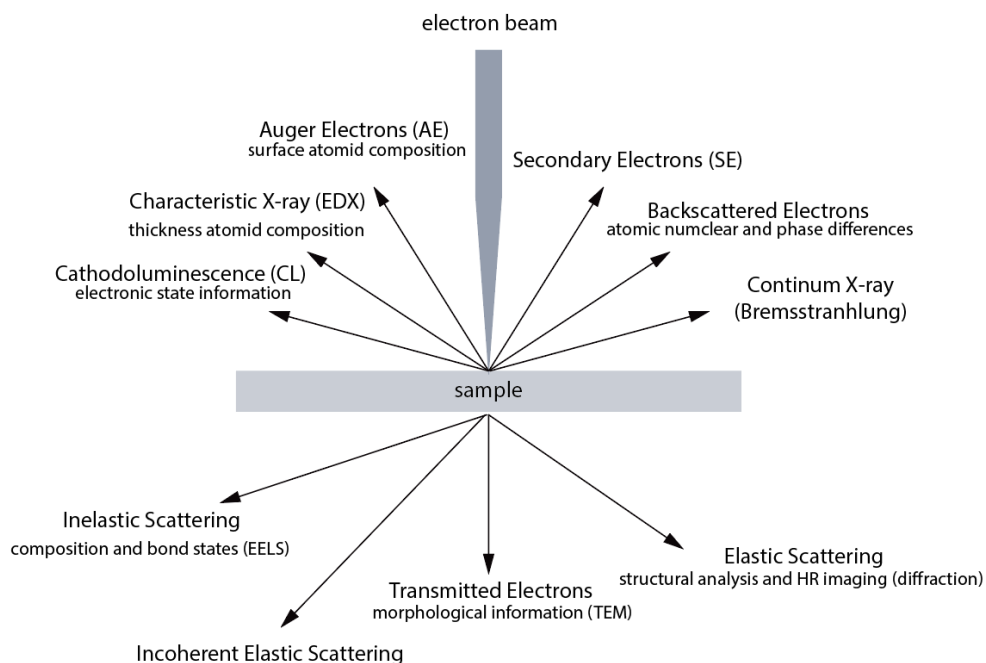 electron beam
Auger Electrons (AE)
surface atomid composition
Secondary Electrons (SE)
Characteristic X-ray (EDX)
thickness atomid composition
Backscattered Electrons
atomic numclear and phase differences
Cathodoluminescence (CL)
electronic state information
Continum X-ray
(Bremsstranhlung)
sample
Inelastic Scattering
composition and bond states (EELS)
Elastic Scattering
structural analysis and HR imaging (diffraction)
Transmitted Electrons
morphological information (TEM)
Incoherent Elastic Scattering